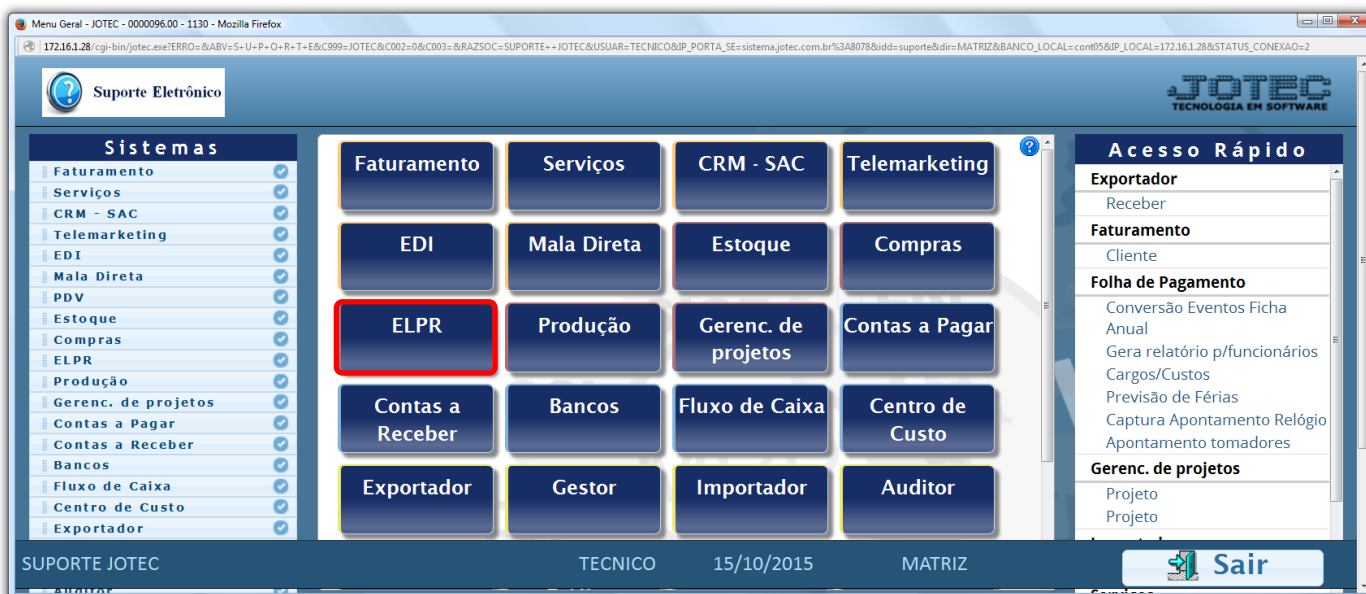 Menu Geral - JOTEC - 0000096.00 - 1130 - Mozilla Firefox
172.16.1.28/cgi-bin/jotec.exe?ERRO=&ABV=S+U+P+O+R+T+E&C999=JOTEC&C002=0&C003=&RAZSOC=SUPORTE++JOTEC&USUAR=TECNICO&IP_PORTA_SE=sistema.jotec.com.br%3A8078&idd=suporte&dir=MATRIZ&BANCO_LOCAL=cont05&IP_LOCAL=172.16.1.28&STATUS_CONEXAO=2
Suporte Eletrônico
JOTEC
TECNOLOGIA EM SOFTWARE
Sistemas
Faturamento
Serviços
CRM - SAC
Telemarketing
EDI
Mala Direta
PDV
Estoque
Compras
ELPR
Produção
Gerenc. de projetos
Contas a Pagar
Contas a Receber
Bancos
Fluxo de Caixa
Centro de Custo
Exportador
Faturamento
Serviços
CRM - SAC
Telemarketing
EDI
Mala Direta
Estoque
Compras
ELPR
Produção
Gerenc. de
projetos
Contas a Pagar
Contas a
Receber
Bancos
Fluxo de Caixa
Centro de
Custo
Exportador
Gestor
Importador
Auditor
Acesso Rápido
Exportador
Receber
Faturamento
Cliente
Folha de Pagamento
Conversão Eventos Ficha
Anual
Gera relatório p/funcionários
Cargos/Custos
Previsão de Férias
Captura Apontamento Relógio
Apontamento tomadores
Gerenc. de projetos
Projeto
Projeto
SUPORTE JOTEC
TECNICO
15/10/2015
MATRIZ
Sair